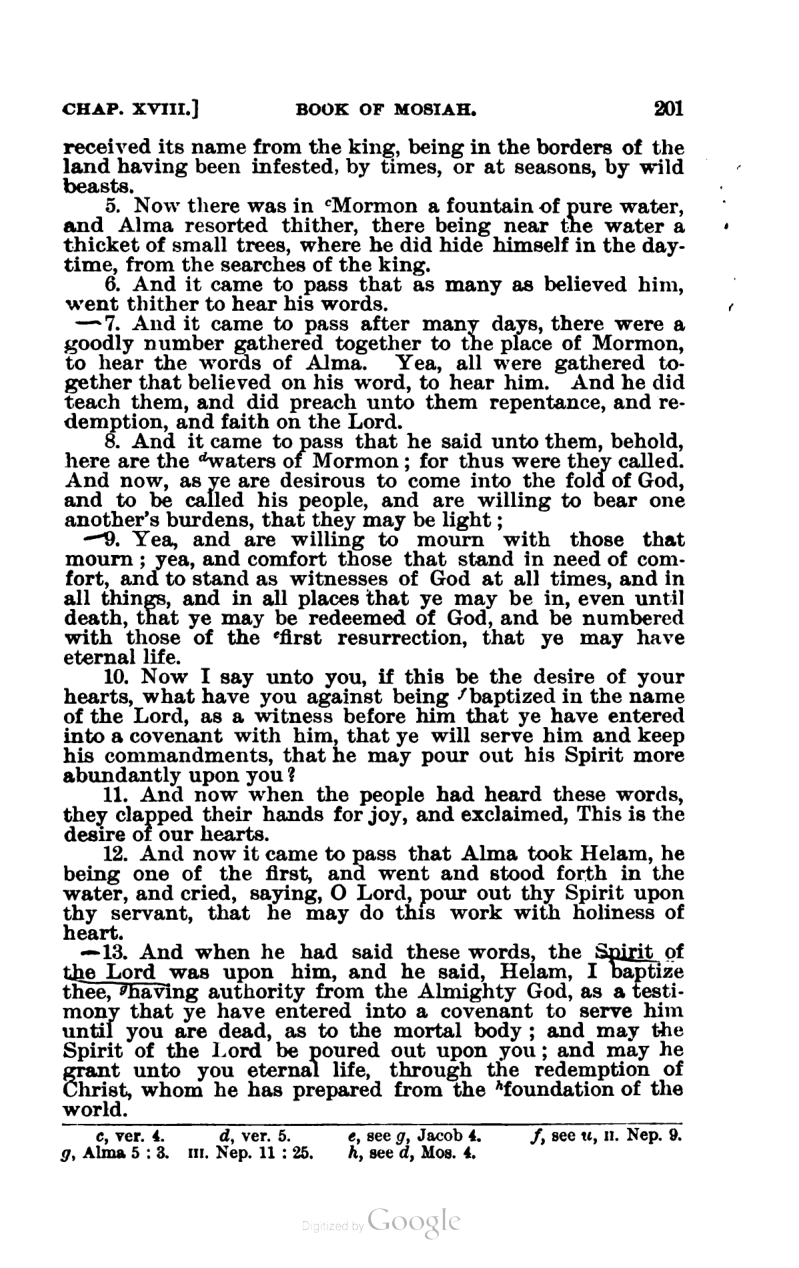 CHAP. XVIII.] BOOK OF MOSIAH. 201
received its name from the king, being in the borders of the
land having been infested, by times, or at seasons, by wild
beasts.
5. Now there was in ᶜMormon a fountain of pure water,
and Alma resorted thither, there being near the water a
thicket of small trees, where he did hide himself in the day-
time, from the searches of the king.
6. And it came to pass that as many as believed him,
went thither to hear his words.
—7. And it came to pass after many days, there were a
goodly number gathered together to the place of Mormon,
to hear the words of Alma. Yea, all were gathered to-
gether that believed on his word, to hear him. And he did
teach them, and did preach unto them repentance, and re-
demption, and faith on the Lord.
8. And it came to pass that he said unto them, behold,
here are the ᵈwaters of Mormon; for thus were they called.
And now, as ye are desirous to come into the fold of God,
and to be called his people, and are willing to bear one
another's burdens, that they may be light;
—9. Yea, and are willing to mourn with those that
mourn; yea, and comfort those that stand in need of com-
fort, and to stand as witnesses of God at all times, and in
all things, and in all places that ye may be in, even until
death, that ye may be redeemed of God, and be numbered
with those of the ᵉfirst resurrection, that ye may have
eternal life.
10. Now I say unto you, if this be the desire of your
hearts, what have you against being ᶠbaptized in the name
of the Lord, as a witness before him that ye have entered
into a covenant with him, that ye will serve him and keep
his commandments, that he may pour out his Spirit more
abundantly upon you?
11. And now when the people had heard these words,
they clapped their hands for joy, and exclaimed, This is the
desire of our hearts.
12. And now it came to pass that Alma took Helam, he
being one of the first, and went and stood forth in the
water, and cried, saying, O Lord, pour out thy Spirit upon
thy servant, that he may do this work with holiness of
heart.
—13. And when he had said these words, the Spirit of
the Lord was upon him, and he said, Helam, I baptize
thee, ᵍhaving authority from the Almighty God, as a testi-
mony that ye have entered into a covenant to serve him
until you are dead, as to the mortal body; and may the
Spirit of the Lord be poured out upon you; and may he
grant unto you eternal life, through the redemption of
Christ, whom he has prepared from the ʰfoundation of the
world.
c, ver. 4. d, ver. 5. e, see g, Jacob 4. f, see u, II. Nep. 9.
g, Alma 5 : 3. III. Nep. 11 : 25. h, see d, Mos. 4.
Digitized by Google